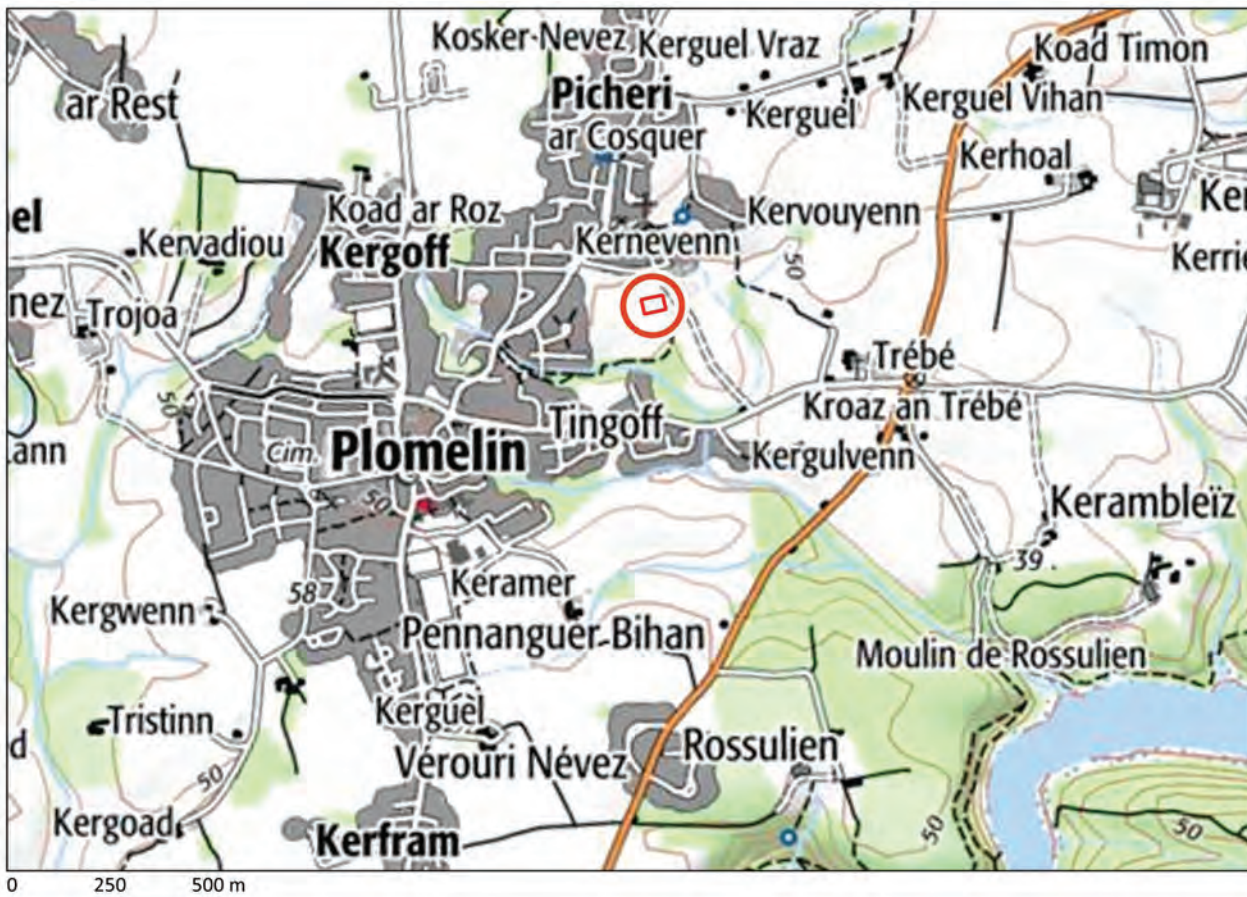 Kosker-Nevez
Kerguel Vraz
Koad Timon
ar Rest
Picheri
Kerguel
Kerguel Vihan
ar Cosquer
Kerhoal
el
Koad ar Roz
Kervouyenn
Ker
Kervadiou
Kergoff
Kernevenn
50
Kerrie
nez
Trojoa
Trébé
50
Tingoff
Kroaz an Trébé
ann
Cim.
Plomelin
Kergulvenn
50
Kerambleïz
39
Kergwenn
58
Keramer
Pennanguer Bihan
Moulin de Rossulien
Tristinn
Kerguel
d
50
Vérouri Névez
Rossulien
Kergoad
Kerfram
50
50
0 250 500 m